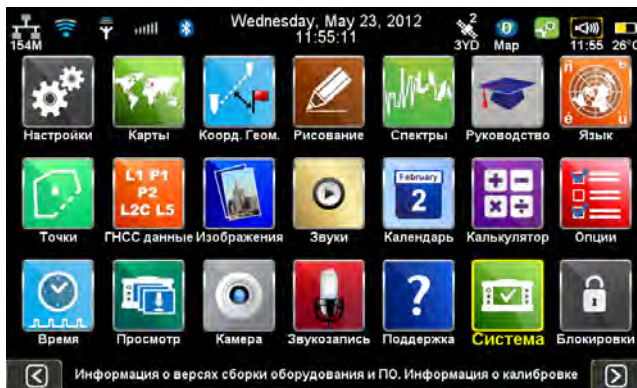 Wednesday, May 23, 2012
11:55:11
154M
2
3YD
Map
11:55
26°C
Настройки
Карты
Коорд. Геом.
Рисование
Спектры
Руководство
ñ ъ
é ü
Язык
L1 P1
P2
L2C L5
February
2
Точки
ГНСС данные
Изображения
Звуки
Календарь
Калькулятор
Опции
?
Время
Просмотр
Камера
Звукозапись
Поддержка
Система
Блокировки
Информация о версях сборки оборудования и ПО. Информация о калибровке